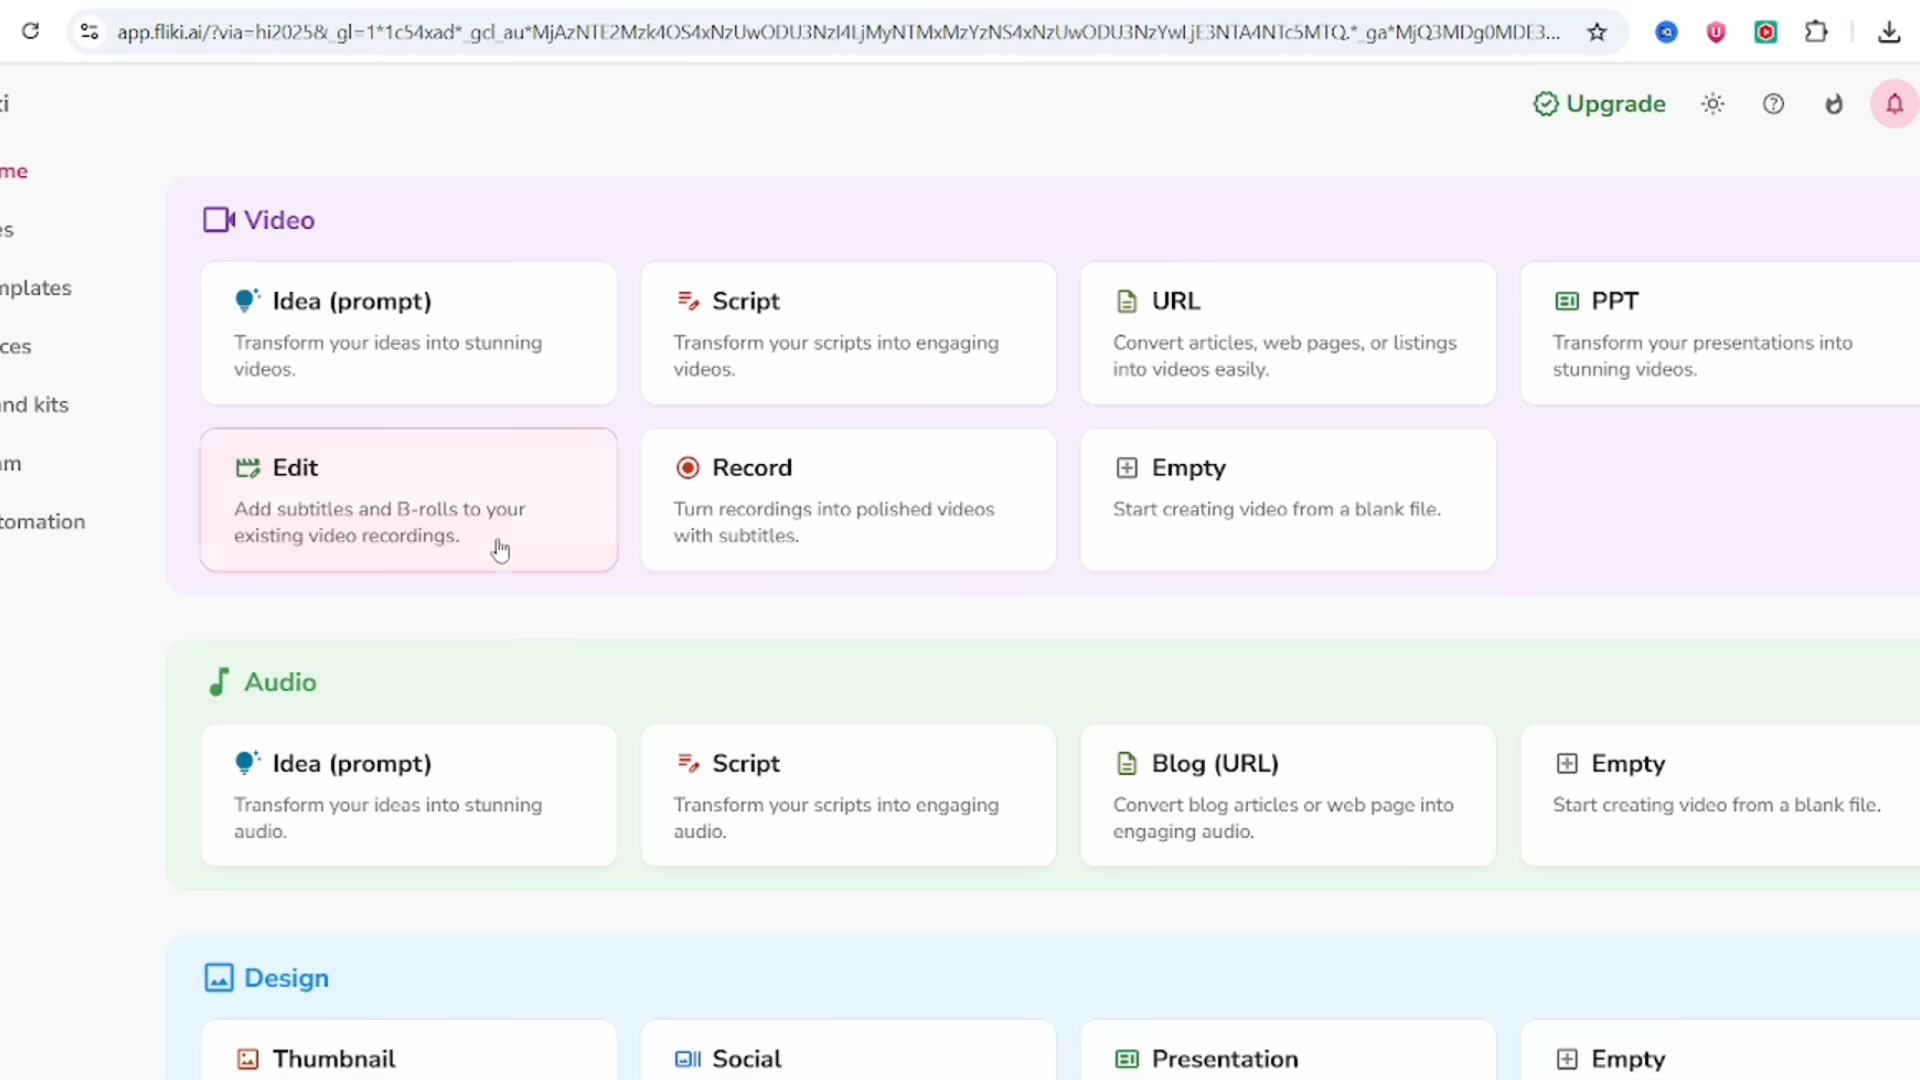 app.fliki.ai/?via=hi2025&_gl=1*1c54xad*_gcl_au*MjAzNTE2Mzk4OS4xNzUwODU3NzI4LjMyNTMxMzYzNS4xNzUwODU3NzYwLjE3NTA4NTc5MTQ.*_ga*MjQ3MDg0MDE3...
ki
Upgrade
me
es
mplates
ces
and kits
am
tomation
Video
Idea (prompt)
Transform your ideas into stunning
videos.
Script
Transform your scripts into engaging
videos.
URL
Convert articles, web pages, or listings
into videos easily.
PPT
Transform your presentations into
stunning videos.
Edit
Add subtitles and B-rolls to your
existing video recordings.
Record
Turn recordings into polished videos
with subtitles.
Empty
Start creating video from a blank file.
Audio
Idea (prompt)
Transform your ideas into stunning
audio.
Script
Transform your scripts into engaging
audio.
Blog (URL)
Convert blog articles or web page into
engaging audio.
Empty
Start creating video from a blank file.
Design
Thumbnail
Social
Presentation
Empty